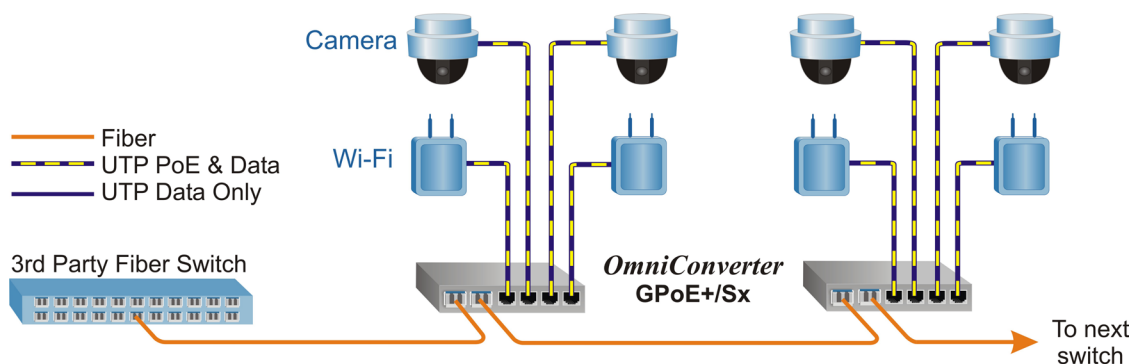 Camera
Wi-Fi
Fiber
UTP PoE & Data
UTP Data Only
3rd Party Fiber Switch
OmniConverter
GPoE+/Sx
To next
switch